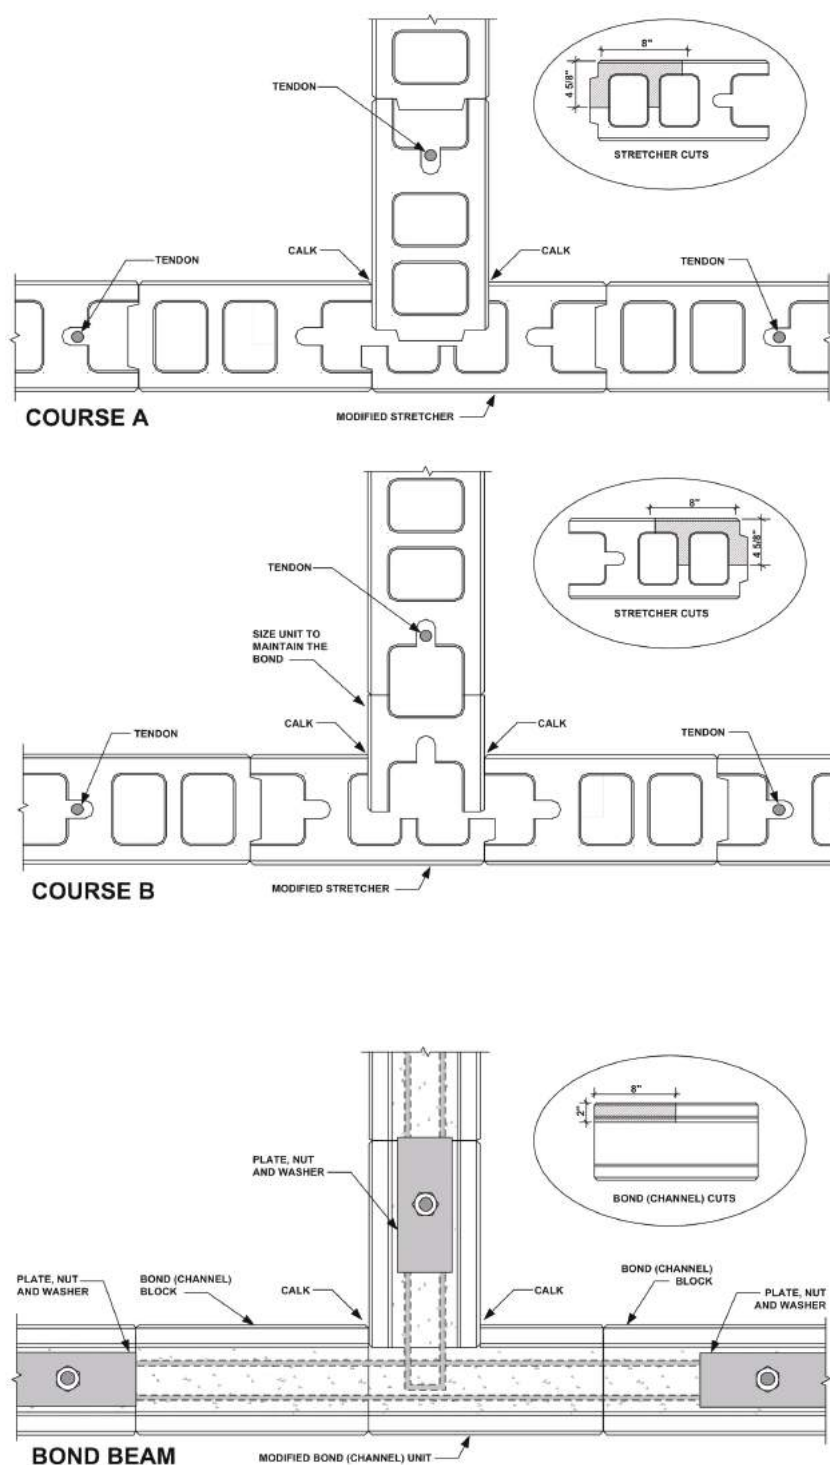 8"
4 5/8"
TENDON
STRETCHER CUTS
CALK
CALK
TENDON
TENDON
COURSE A
MODIFIED STRETCHER
8"
4 5/8"
TENDON
STRETCHER CUTS
SIZE UNIT TO
MAINTAIN THE
BOND
CALK
CALK
TENDON
TENDON
COURSE B
MODIFIED STRETCHER
8"
2"
PLATE, NUT
AND WASHER
BOND (CHANNEL) CUTS
PLATE, NUT
AND WASHER
BOND (CHANNEL)
BLOCK
CALK
CALK
BOND (CHANNEL)
BLOCK
PLATE, NUT
AND WASHER
BOND BEAM
MODIFIED BOND (CHANNEL) UNIT